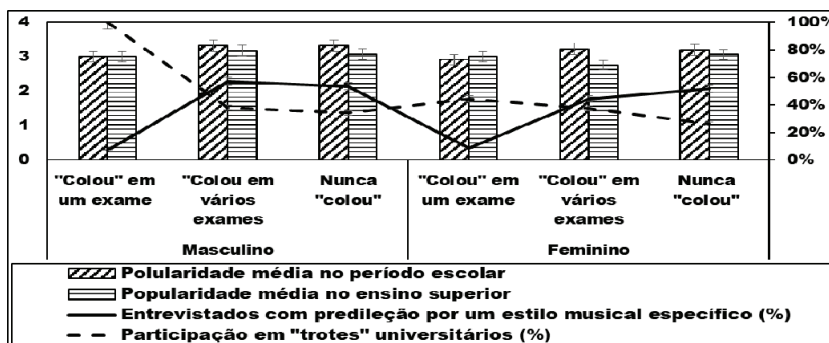 4
3
2
1
0
100%
80%
60%
40%
20%
0%
"Colou" em um exame
"Colou em vários exames
Nunca "colou"
"Colou" em um exame
"Colou em vários exames
Nunca "colou"
Masculino
Feminino
Polularidade média no período escolar
Popularidade média no ensino superior
Entrevistados com predileção por um estilo musical específico (%)
Participação em "trotes" universitários (%)